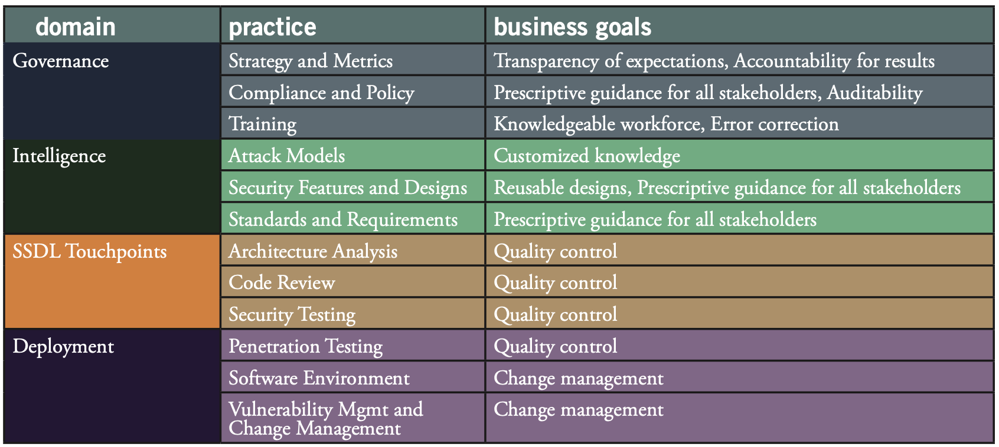 domain practice business goals
Governance Strategy and Metrics Transparency of expectations, Accountability for results
Compliance and Policy Prescriptive guidance for all stakeholders, Auditability
Training Knowledgeable workforce, Error correction
Intelligence Attack Models Customized knowledge
Security Features and Designs Reusable designs, Prescriptive guidance for all stakeholders
Standards and Requirements Prescriptive guidance for all stakeholders
SSDL Touchpoints Architecture Analysis Quality control
Code Review Quality control
Security Testing Quality control
Deployment Penetration Testing Quality control
Software Environment Change management
Vulnerability Mgmt and Change management
Change Management